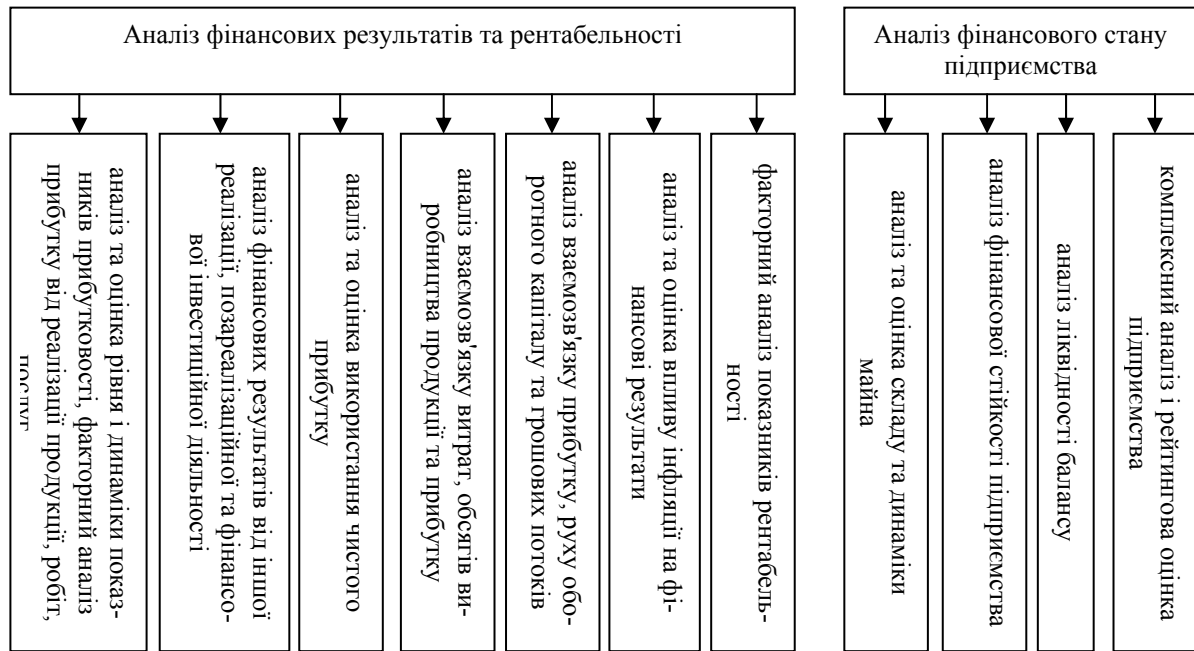 Аналіз фінансових результатів та рентабельності
Аналіз фінансового стану
підприємства
аналіз та оцінка рівня і динаміки показ-
ників прибутковості, факторний аналіз
прибутку від реалізації продукції, робіт,
послуг
аналіз фінансових результатів від іншої
реалізації, позареалізаційної та фінансо-
вої інвестиційної діяльності
аналіз та оцінка використання чистого
прибутку
аналіз взаємозв'язку витрат, обсягів ви-
робництва продукції та прибутку
аналіз взаємозв'язку прибутку, руху обо-
ротного капіталу та грошових потоків
аналіз та оцінка впливу інфляції на фі-
нансові результати
факторний аналіз показників рентабель-
ності
аналіз та оцінка складу та динаміки
майна
аналіз фінансової стійкості підприємства
аналіз ліквідності балансу
комплексний аналіз і рейтингова оцінка
підприємства